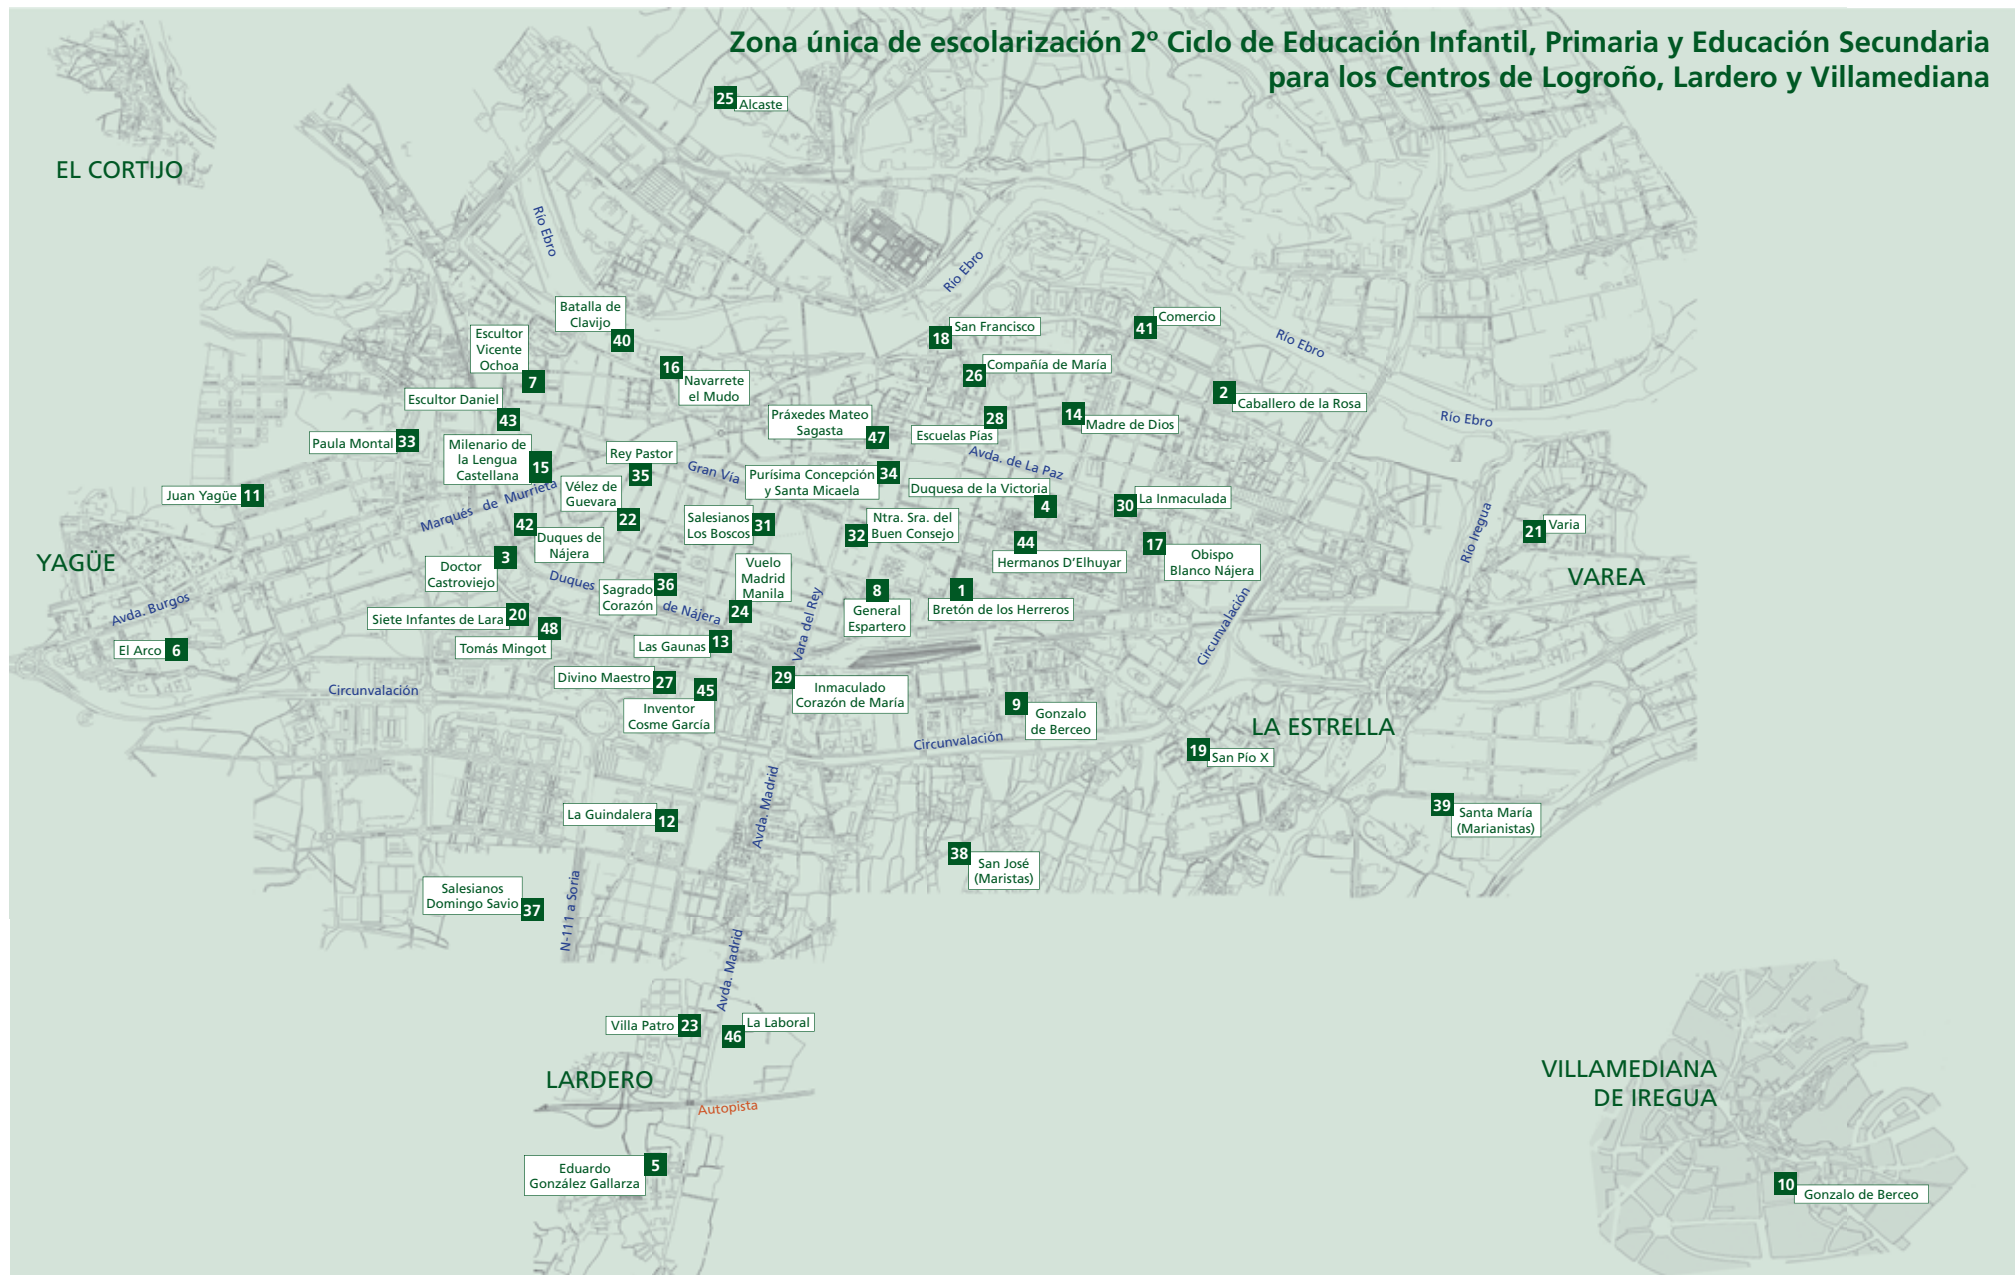 Zona única de escolarización 2º Ciclo de Educación Infantil, Primaria y Educación Secundaria
para los Centros de Logroño, Lardero y Villamediana
25
Alcaste
EL CORTIJO
Río Ebro
Río Ebro
Batalla de
Clavijo
40
San Francisco
18
Comercio
41
Río Ebro
Escultor
Vicente
Ochoa
7
16
Navarrete
el Mudo
26
Compañía de María
2
Caballero de la Rosa
Escultor Daniel
43
Práxedes Mateo
Sagasta
47
28
Escuelas Pías
14
Madre de Dios
Río Ebro
Paula Montal
33
Milenario de
la Lengua
Castellana
15
Rey Pastor
35
Gran Vía
Purísima Concepción
y Santa Micaela
34
Avda. de La Paz
Juan Yagüe
11
Marqués de Murrieta
Vélez de
Guevara
22
Duquesa de la Victoria
4
30
La Inmaculada
42
Duques de
Nájera
Salesianos
Los Boscos
31
32
Ntra. Sra. del
Buen Consejo
44
Hermanos D'Elhuyar
17
Obispo
Blanco Nájera
Río Iregua
21
Varia
YAGÜE
Doctor
Castroviejo
3
VAREA
Duques de Nájera
Sagrado
Corazón
36
Vuelo
Madrid
Manila
24
Vara del Rey
8
General
Espartero
1
Bretón de los Herreros
Circunvalación
Avda. Burgos
Siete Infantes de Lara
20
48
Tomás Mingot
El Arco
6
Las Gaunas
13
Circunvalación
Divino Maestro
27
45
Inventor
Cosme García
29
Inmaculado
Corazón de María
9
Gonzalo
de Berceo
Circunvalación
LA ESTRELLA
19
San Pío X
La Guindalera
12
Avda. Madrid
39
Santa María
(Marianistas)
38
San José
(Maristas)
Salesianos
Domingo Savio
37
N-111 a Soria
Avda. Madrid
Villa Patro
23
46
La Laboral
LARDERO
Autopista
VILLAMEDIANA
DE IREGUA
Eduardo
González Gallarza
5
10
Gonzalo de Berceo